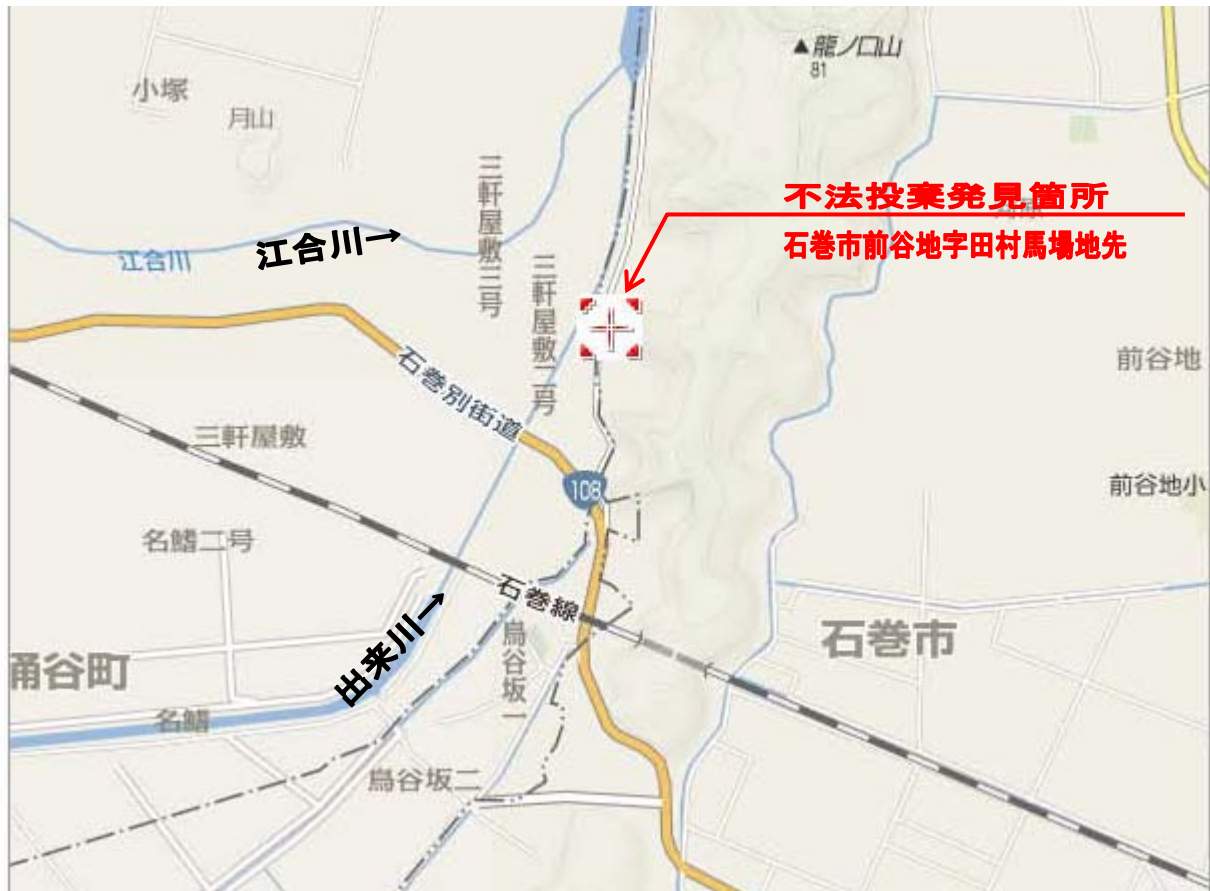 ▲龍ノ口山
81
小塚
月山
三軒屋敷三号
不法投棄発見箇所
石巻市前谷地字田村馬場地先
江合川→
江合川
三軒屋敷二号
石巻別街道
前谷地
三軒屋敷
108
前谷地小
名鰭二号
石巻線
出来川→
鳥谷坂一
石巻市
涌谷町
名鰭
鳥谷坂二